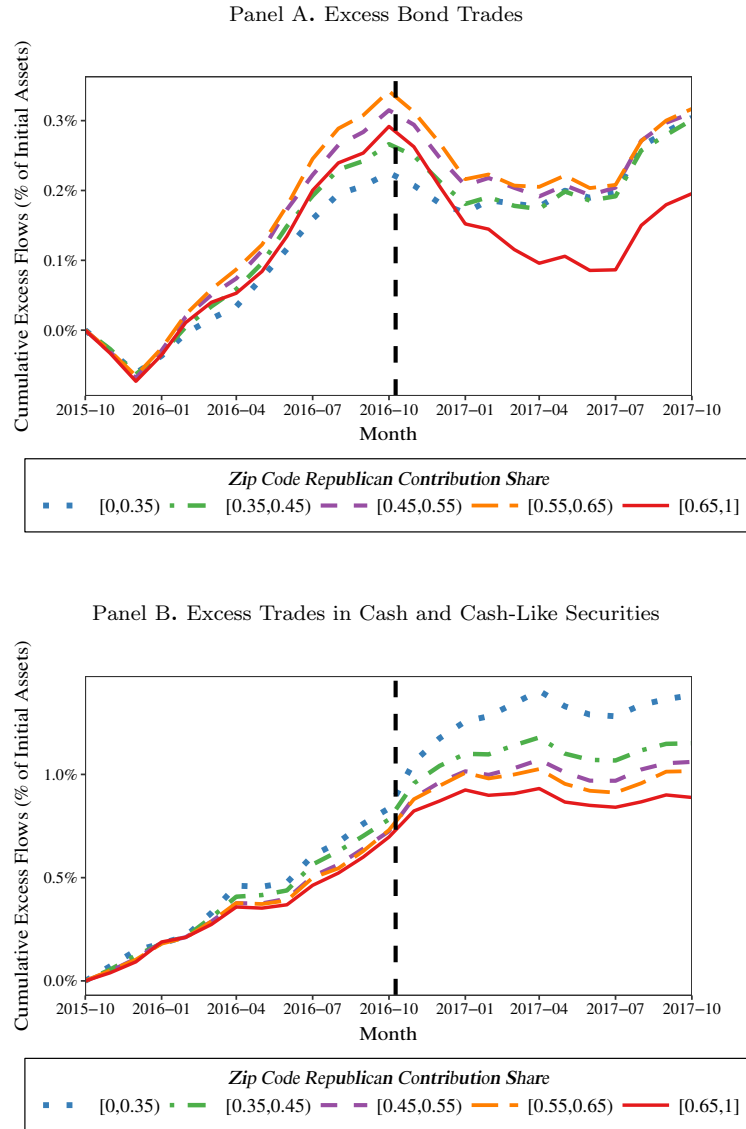 Panel A. Excess Bond Trades
Cumulative Excess Flows (% of Initial Assets)
0.3%
0.2%
0.1%
0.0%
2015–10 2016–01 2016–04 2016–07 2016–10 2017–01 2017–04 2017–07 2017–10
Month
Zip Code Republican Contribution Share
[0,0.35) [0.35,0.45) [0.45,0.55) [0.55,0.65) [0.65,1]
Panel B. Excess Trades in Cash and Cash-Like Securities
Cumulative Excess Flows (% of Initial Assets)
1.0%
0.5%
0.0%
2015–10 2016–01 2016–04 2016–07 2016–10 2017–01 2017–04 2017–07 2017–10
Month
Zip Code Republican Contribution Share
[0,0.35) [0.35,0.45) [0.45,0.55) [0.55,0.65) [0.65,1]